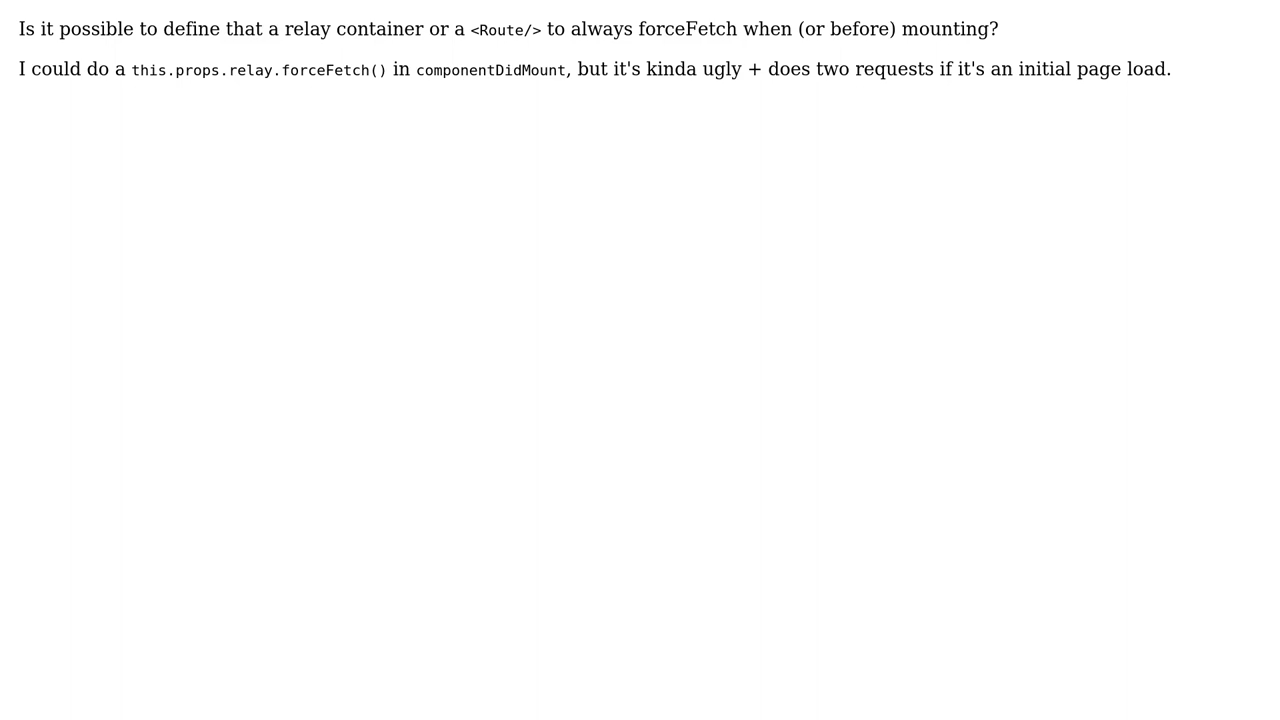 Is it possible to define that a relay container or a <Route/> to always forceFetch when (or before) mounting?
I could do a this.props.relay.forceFetch() in componentDidMount, but it's kinda ugly + does two requests if it's an initial page load.